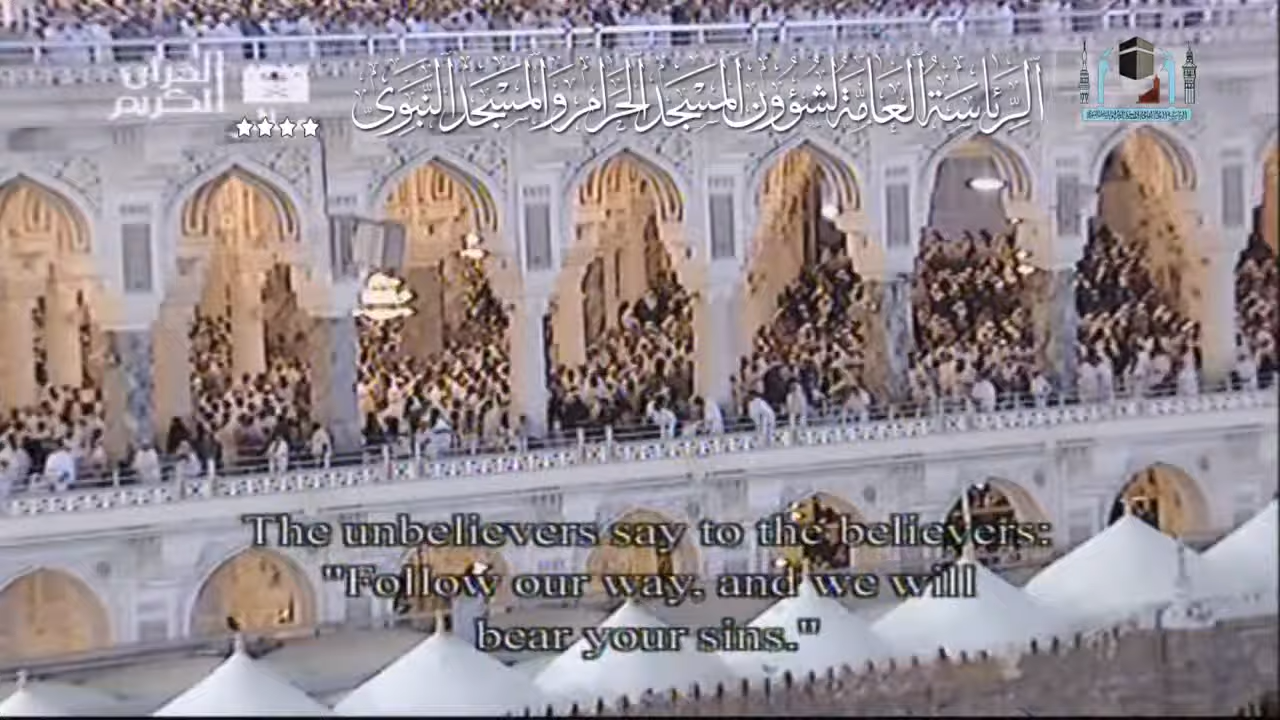 القرآن
الكريم
الرئاسة العامة لشؤون المسجد الحرام والمسجد النبوي
The unbelievers say to the believers:
"Follow our way, and we will
bear your sins."